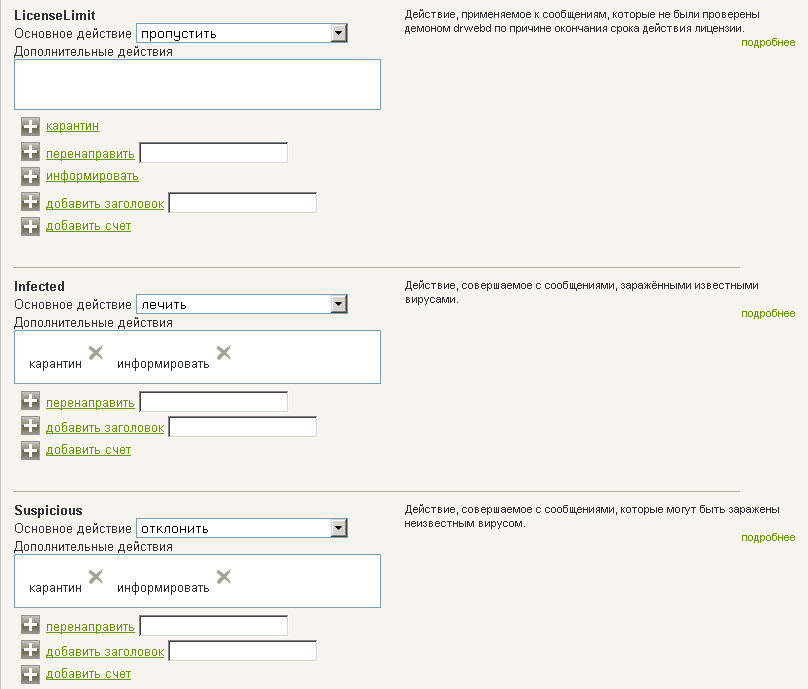 LicenseLimit
Основное действие пропустить
Дополнительные действия
Действие, применяемое к сообщениям, которые не были проверены
демоном drwebd по причине окончания срока действия лицензии.
подробнее
карантин
перенаправить
информировать
добавить заголовок
добавить счет
Infected
Основное действие лечить
Дополнительные действия
Действие, совершаемое с сообщениями, заражёнными известными
вирусами.
подробнее
карантин информировать
перенаправить
добавить заголовок
добавить счет
Suspicious
Основное действие отклонить
Дополнительные действия
Действие, совершаемое с сообщениями, которые могут быть заражены
неизвестным вирусом.
подробнее
карантин информировать
перенаправить
добавить заголовок
добавить счет